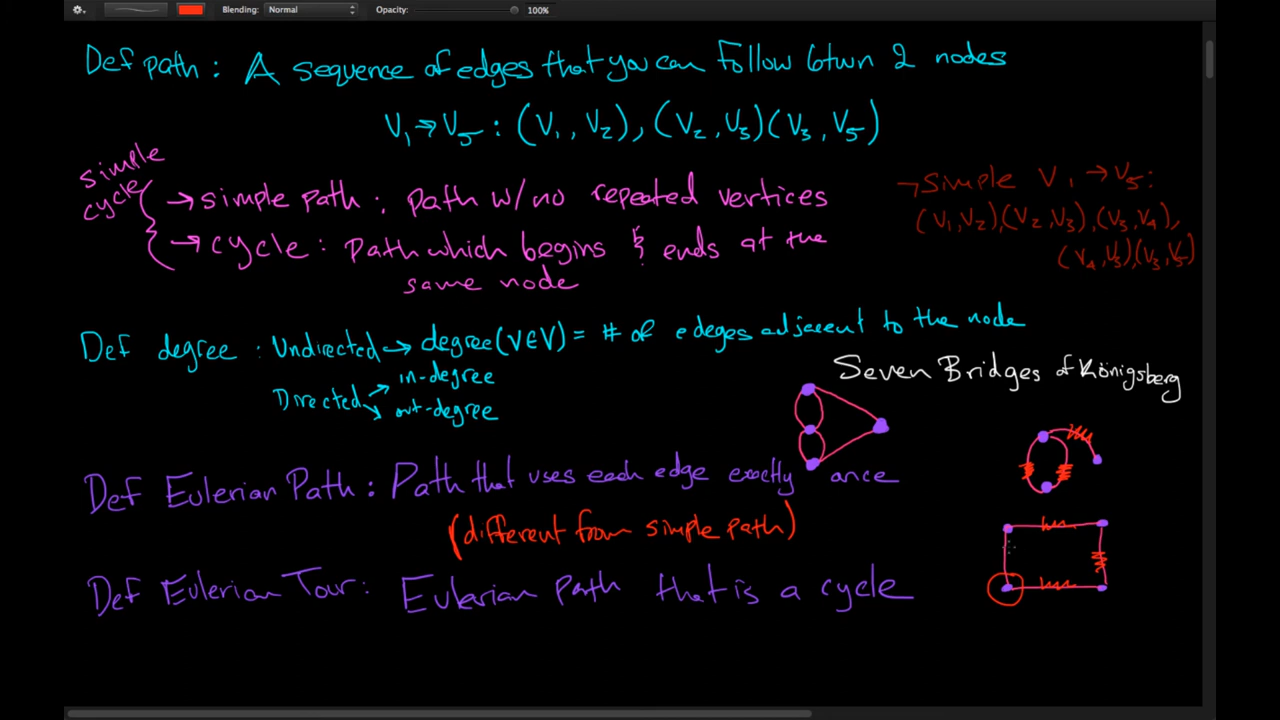 Blending: Normal Opacity: 100%
Def path: A sequence of edges that you can follow btwn 2 nodes
V1→V5: (V1, V2), (V2, V3)(V3, V5)
simple cycle
→simple path: Path w/no repeated vertices
→cycle: Path which begins & ends at the
same node
¬Simple V1→V5:
(V1,V2)(V2,V3),(V3,V4),
(V4,V3)(V3,V5)
Def degree: Undirected→degree(V∈V)= # of edeges adjacent to the node
Directed in-degree
out-degree
Seven Bridges of Königsberg
Def Eulerian Path: Path that uses each edge exactly once
(different from simple path)
Def Eulerian Tour: Eulerian Path that is a cycle